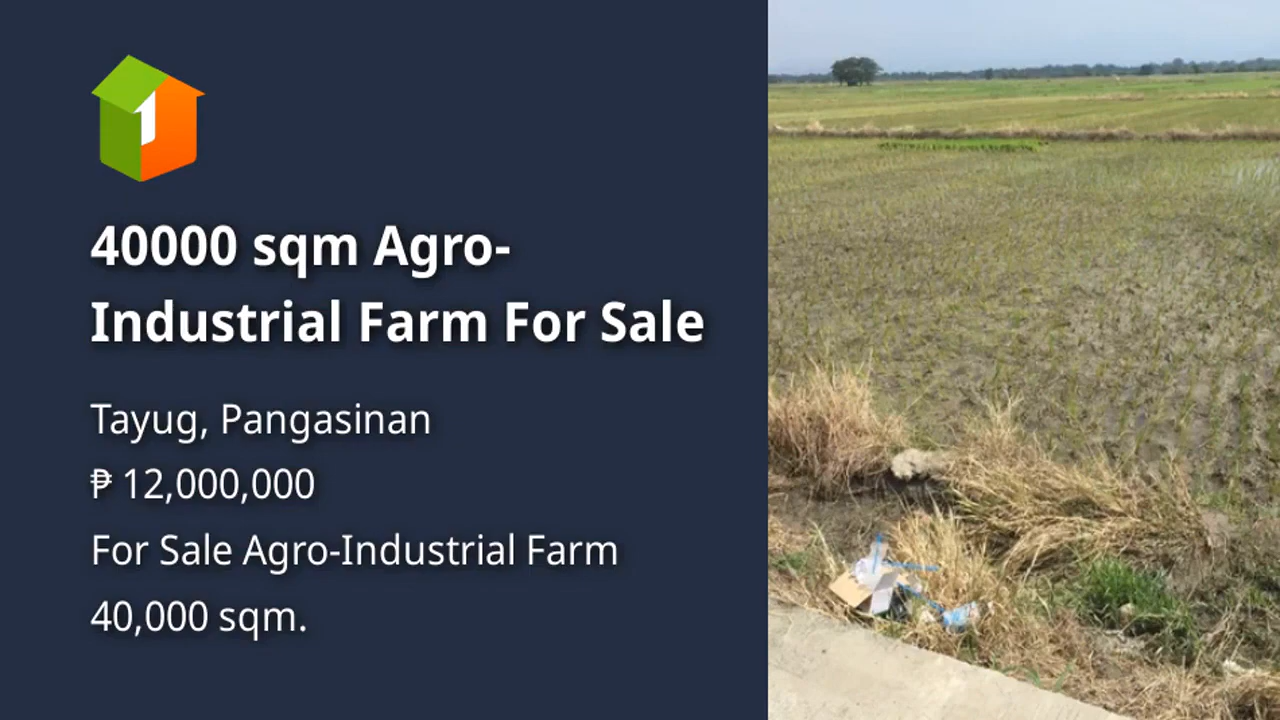 40000 sqm Agro-
Industrial Farm For Sale
Tayug, Pangasinan
₱ 12,000,000
For Sale Agro-Industrial Farm
40,000 sqm.